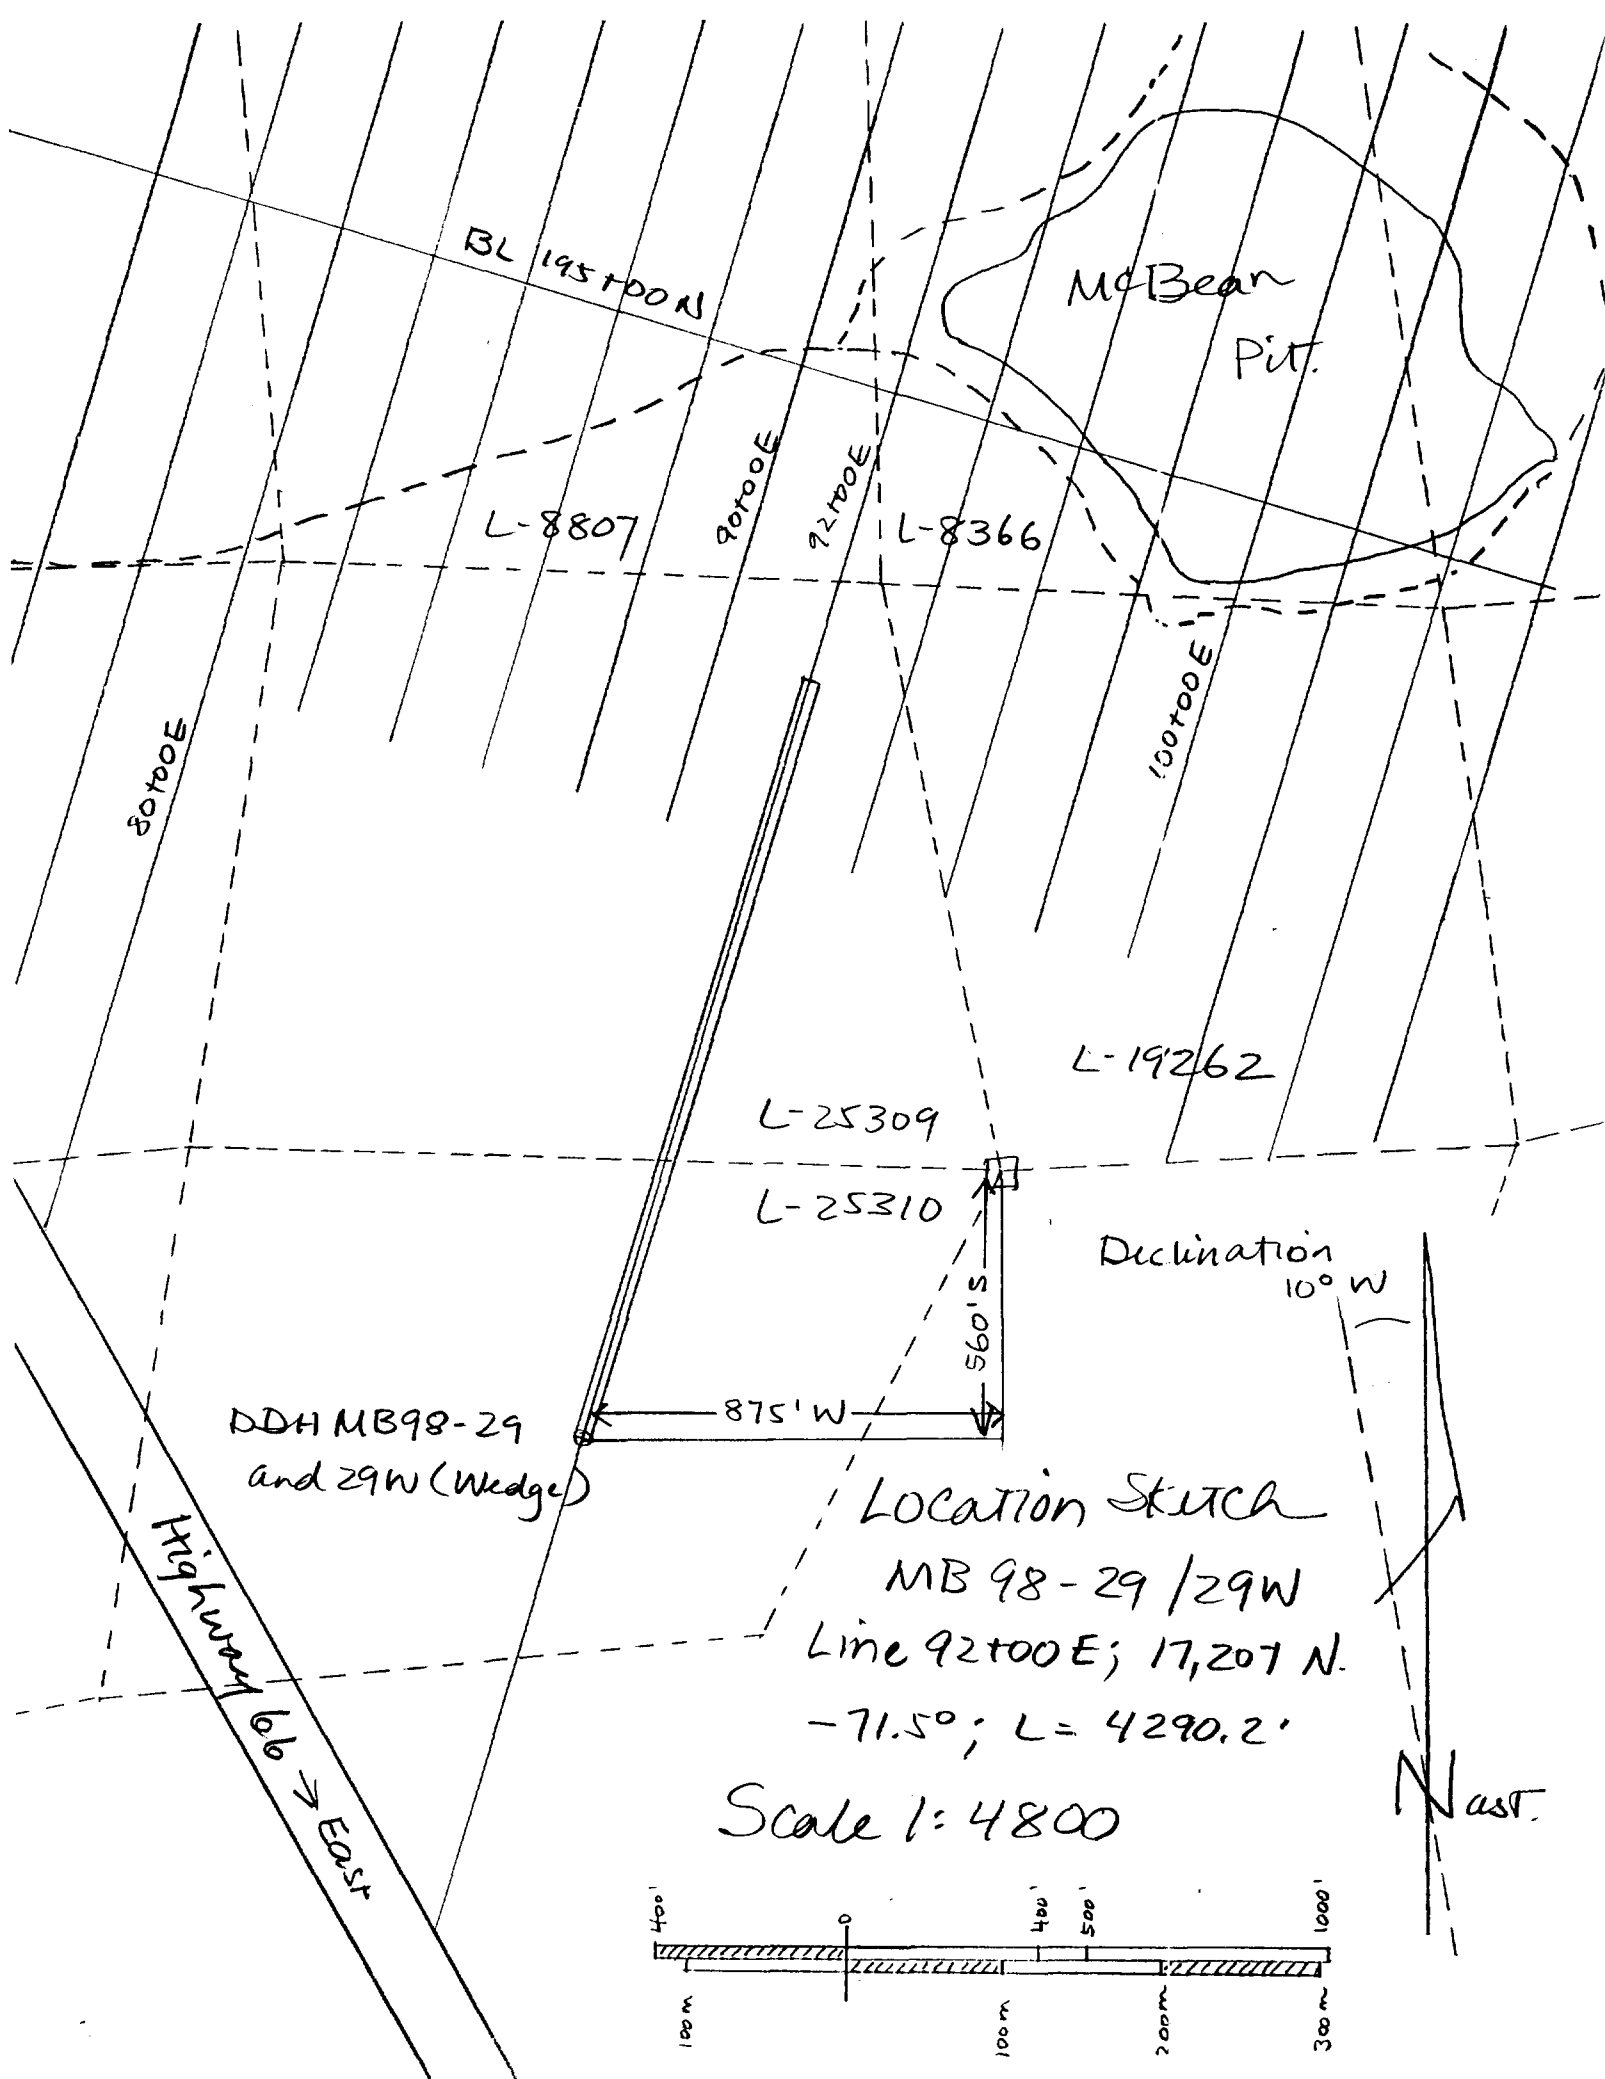 BL 195+00N
McBean
Pit.
L-8807
90+00E
92+00E
L-8366
80+00E
100+00E
L-19262
L-25309
L-25310
560'S
875'W
Declination
10° W
DDH MB98-29
and 29W (Wedge)
Highway 66 → East
Location Sketch
MB 98-29/29W
Line 92+00E; 17,207 N.
-71.5°; L = 4290.2'
Scale 1:4800
N ast.
400'
0
400'
500'
1000'
100m
100m
200m
300m